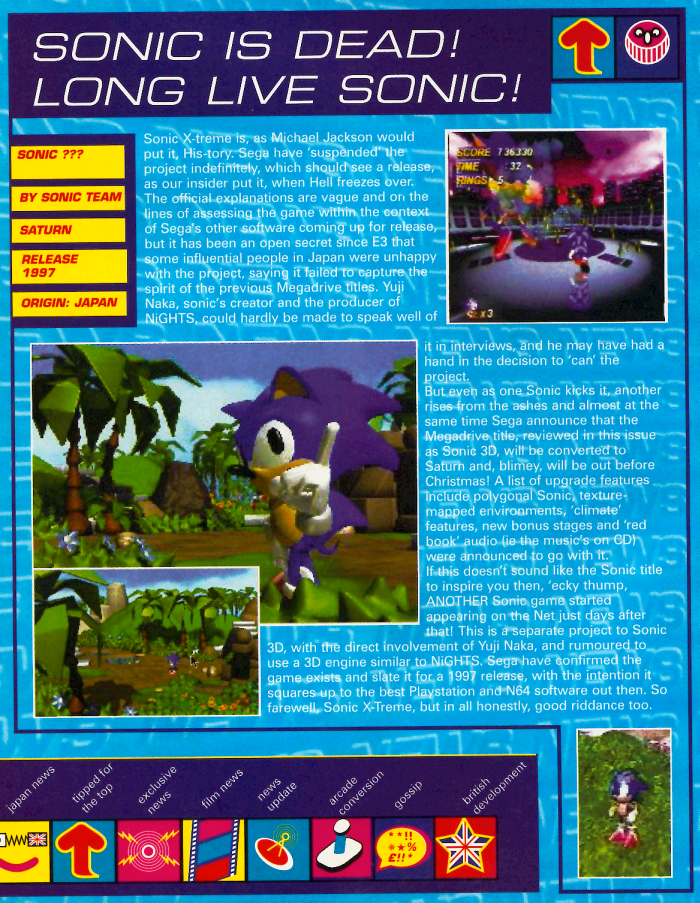 SONIC IS DEAD!
LONG LIVE SONIC!
SONIC ???
BY SONIC TEAM
SATURN
RELEASE
1997
ORIGIN: JAPAN
Sonic X-treme is, as Michael Jackson would
put it, His-tory. Sega have 'suspended' the
project indefinitely, which should see a release,
as our insider put it, when Hell freezes over.
The official explanations are vague and on the
lines of assessing the game within the context
of Sega's other software coming up for release,
but it has been an open secret since E3 that
some influential people in Japan were unhappy
with the project, saying it failed to capture the
spirit of the previous Megadrive titles. Yuji
Naka, sonic's creator and the producer of
NiGHTS, could hardly be made to speak well of
SCORE 736330
TIME :32
RINGS 5
x3
it in interviews, and he may have had a
hand in the decision to 'can' the
project.
But even as one Sonic kicks it, another
rises from the ashes and almost at the
same time Sega announce that the
Megadrive title, reviewed in this issue
as Sonic 3D, will be converted to
Saturn and, blimey, will be out before
Christmas! A list of upgrade features
include polygonal Sonic, texture-
mapped environments, 'climate'
features, new bonus stages and 'red
book' audio (ie the music's on CD)
were announced to go with it.
If this doesn't sound like the Sonic title
to inspire you then, 'ecky thump,
ANOTHER Sonic game started
appearing on the Net just days after
that! This is a separate project to Sonic
3D, with the direct involvement of Yuji Naka, and rumoured to
use a 3D engine similar to NiGHTS. Sega have confirmed the
game exists and slate it for a 1997 release, with the intention it
squares up to the best Playstation and N64 software out then. So
farewell, Sonic X-Treme, but in all honestly, good riddance too.
japan news
tipped for
the top
exclusive
news
film news
news
update
arcade
conversion
gossip
british
development
**!!
*%
£!!*